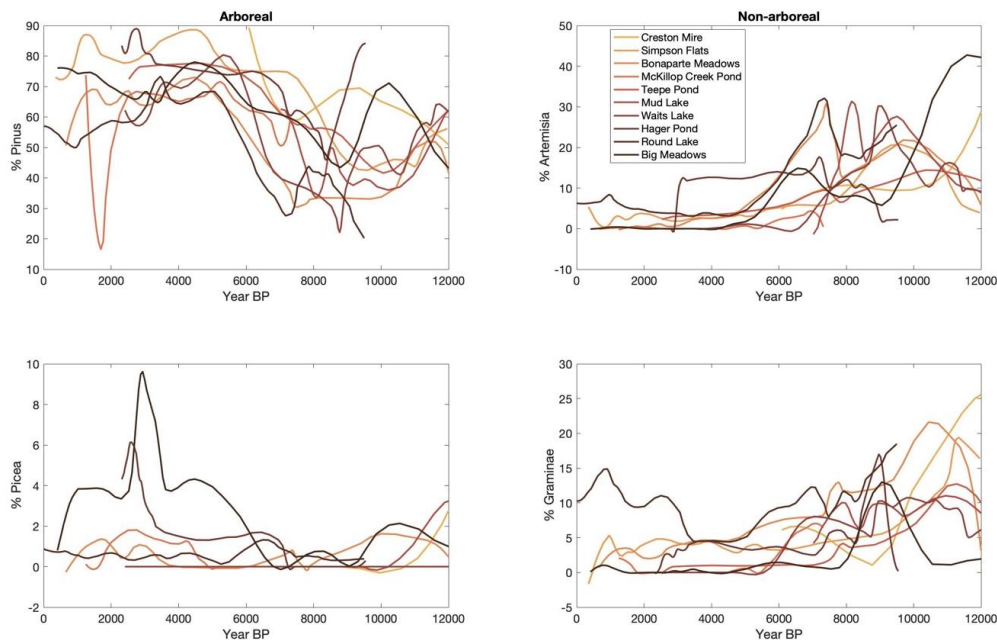 Arboreal
90
80
70
60
50
40
30
20
10
% Pinus
0 2000 4000 6000 8000 10000 12000
Year BP
Non-arboreal
50
40
30
20
10
0
-10
% Artemisia
Creston Mire
Simpson Flats
Bonaparte Meadows
McKillop Creek Pond
Teepe Pond
Mud Lake
Waits Lake
Hager Pond
Round Lake
Big Meadows
0 2000 4000 6000 8000 10000 12000
Year BP
10
8
6
4
2
0
-2
% Picea
0 2000 4000 6000 8000 10000 12000
Year BP
30
25
20
15
10
5
0
-5
% Graminae
0 2000 4000 6000 8000 10000 12000
Year BP